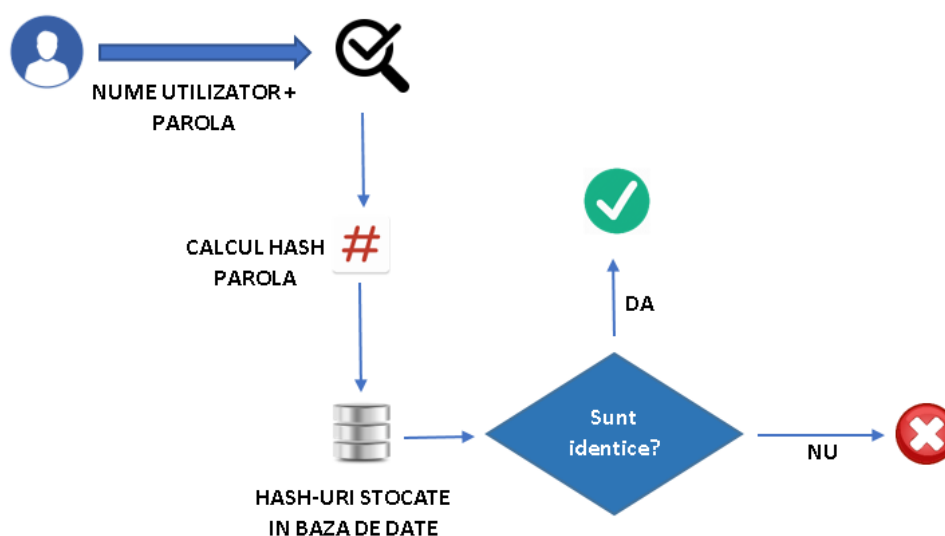 NUME UTILIZATOR +
PAROLA
CALCUL HASH
PAROLA
#
DA
Sunt
identice?
NU
HASH-URI STOCATE
IN BAZA DE DATE